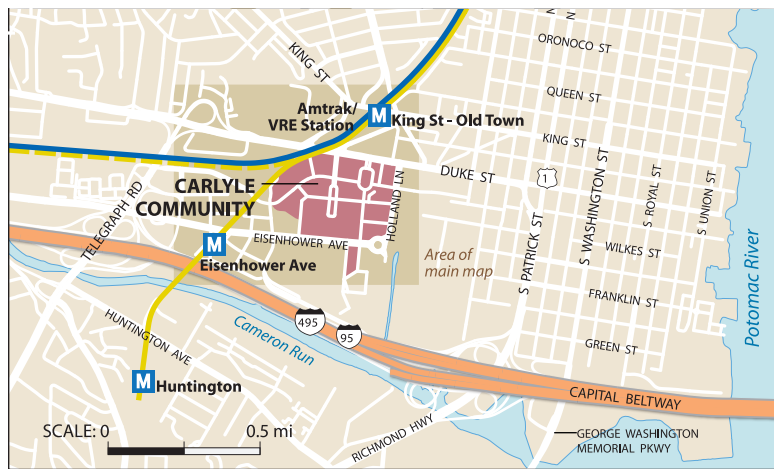 N
N
ORONOCO ST
KING ST
QUEEN ST
Amtrak/
VRE Station
M
King St - Old Town
KING ST
DUKE ST
1
CARLYLE
COMMUNITY
HOLLAND LN
TELEGRAPH RD
S PATRICK ST
S WASHINGTON ST
S ROYAL ST
S UNION ST
EISENHOWER AVE
M
Eisenhower Ave
Area of
main map
WILKES ST
FRANKLIN ST
GREEN ST
Potomac River
495
95
Cameron Run
HUNTINGTON AVE
M
Huntington
CAPITAL BELTWAY
RICHMOND HWY
GEORGE WASHINGTON
MEMORIAL PKWY
SCALE: 0
0.5 mi